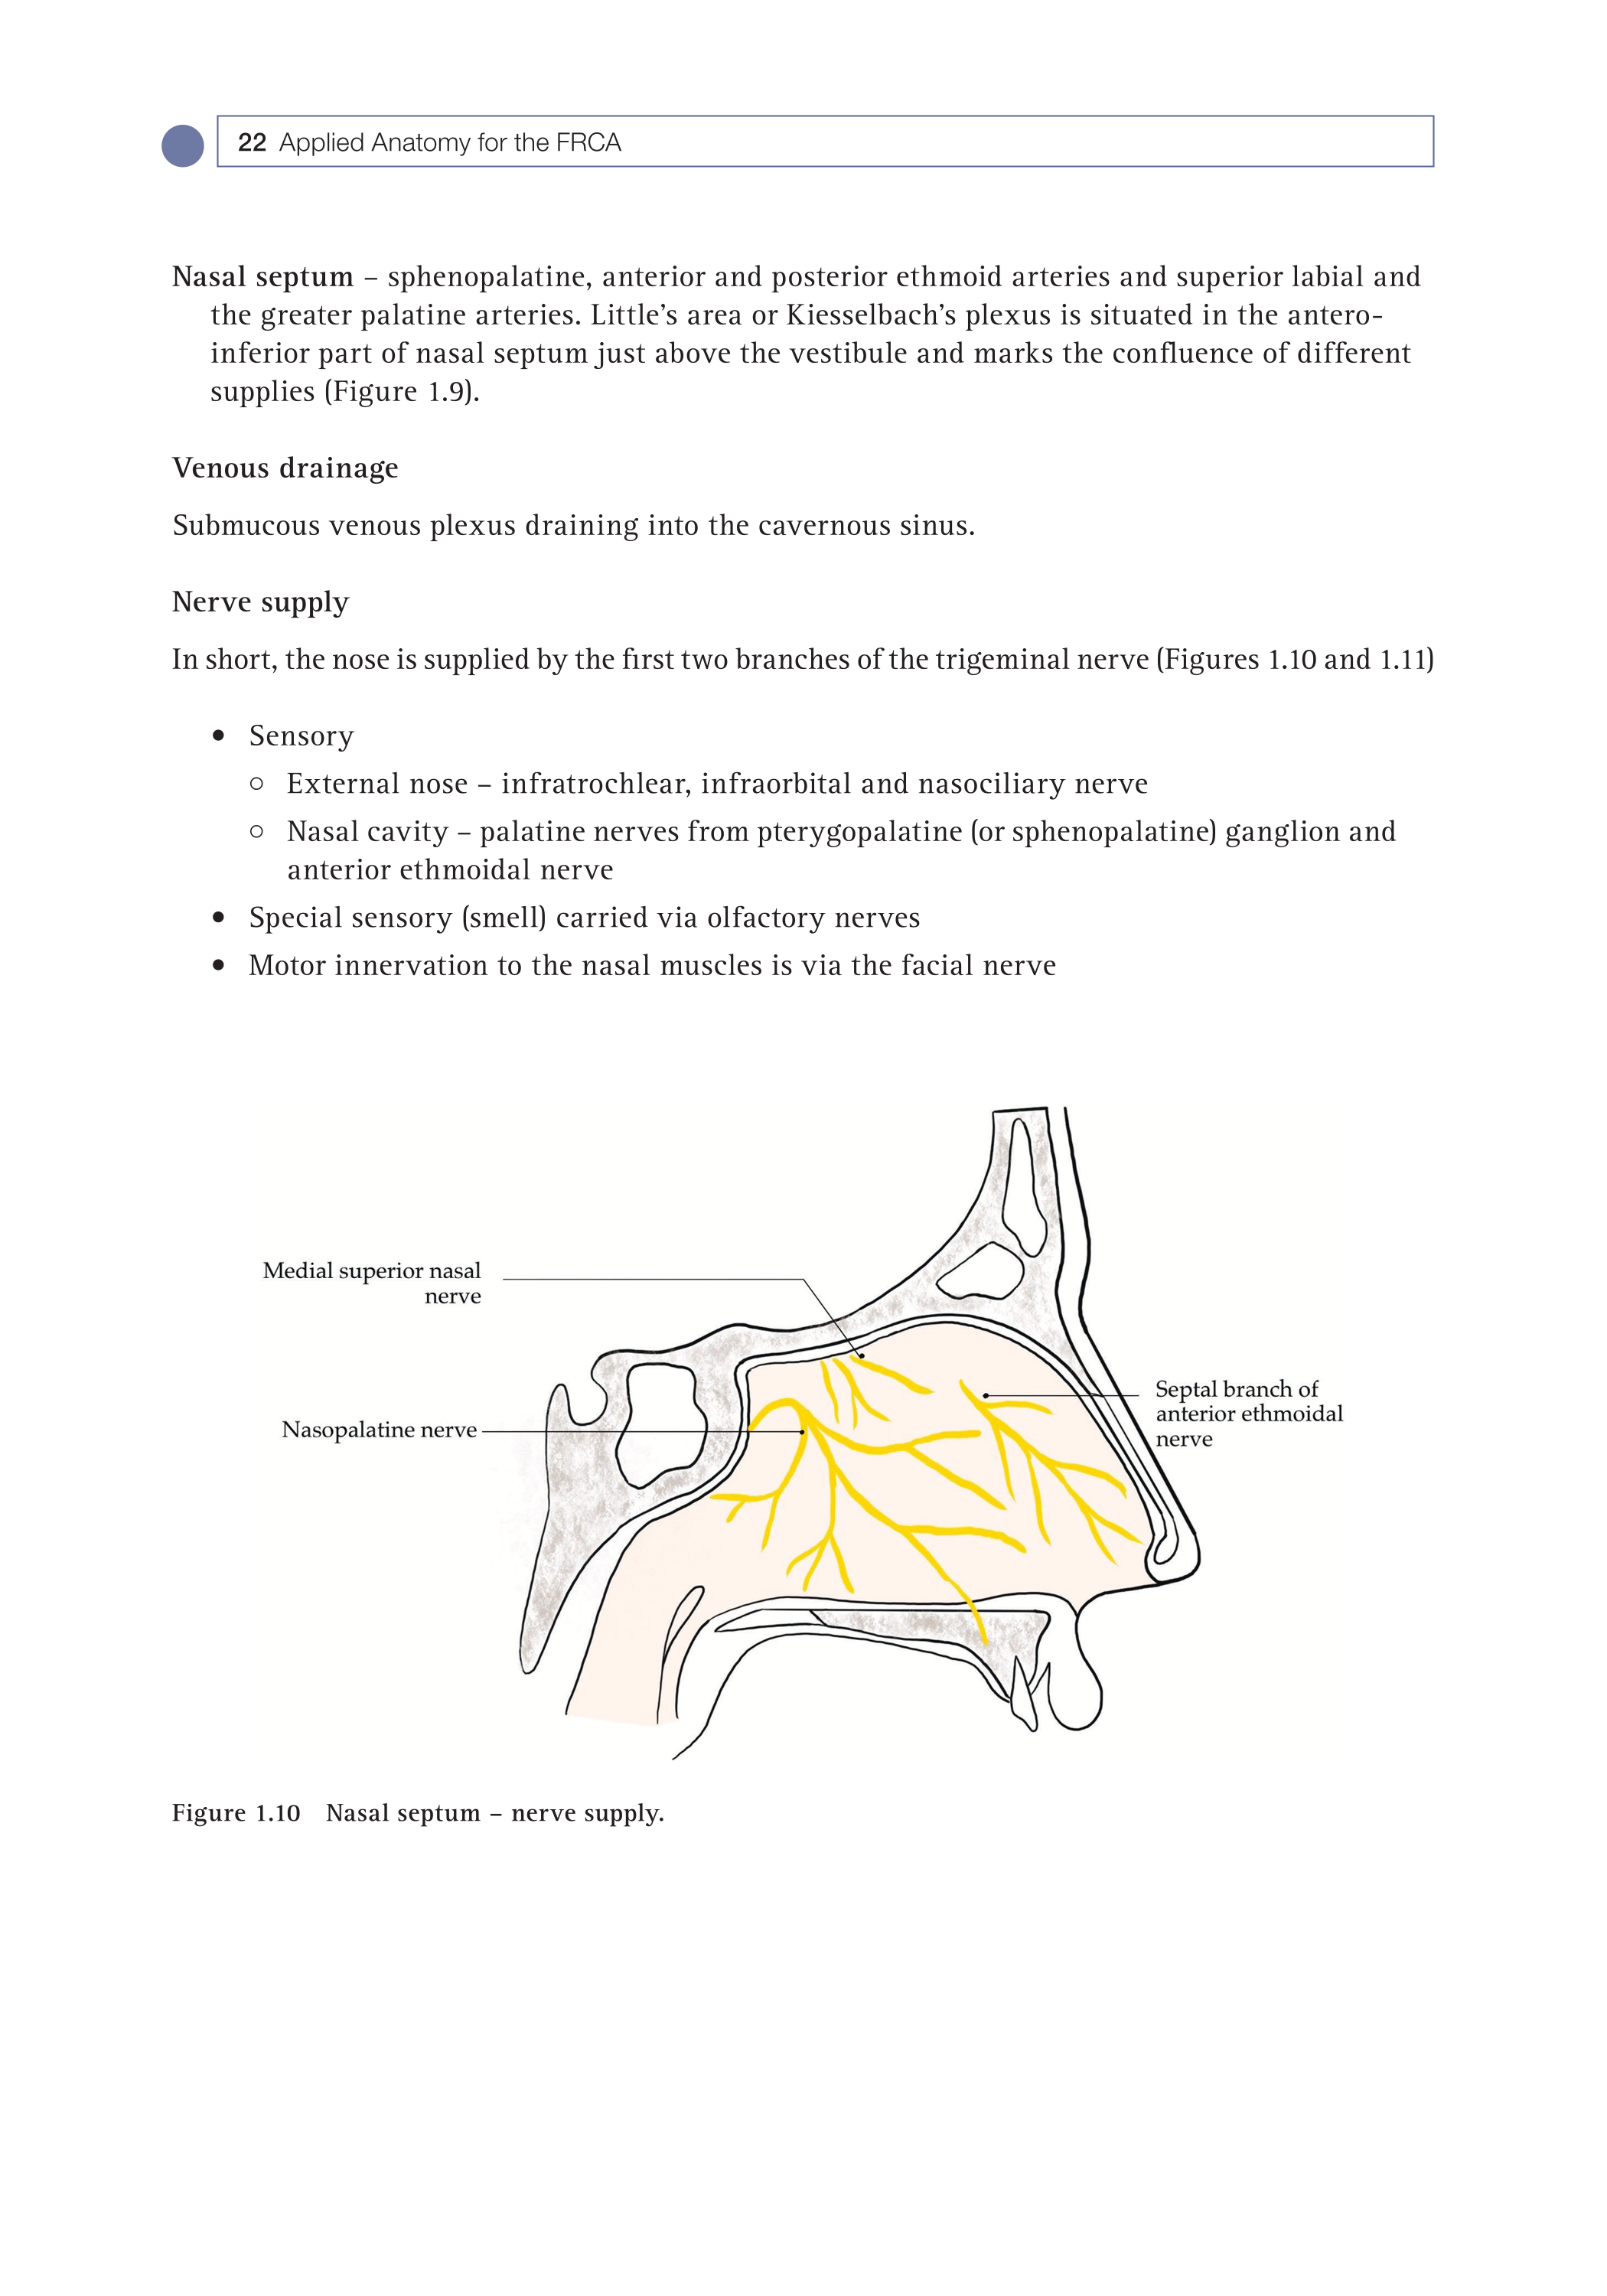 22 Applied Anatomy for the FRCA
Nasal septum – sphenopalatine, anterior and posterior ethmoid arteries and superior labial and
the greater palatine arteries. Little's area or Kiesselbach's plexus is situated in the antero-
inferior part of nasal septum just above the vestibule and marks the confluence of different
supplies (Figure 1.9).
Venous drainage
Submucous venous plexus draining into the cavernous sinus.
Nerve supply
In short, the nose is supplied by the first two branches of the trigeminal nerve (Figures 1.10 and 1.11)
• Sensory
○ External nose – infratrochlear, infraorbital and nasociliary nerve
○ Nasal cavity – palatine nerves from pterygopalatine (or sphenopalatine) ganglion and
anterior ethmoidal nerve
• Special sensory (smell) carried via olfactory nerves
• Motor innervation to the nasal muscles is via the facial nerve
Medial superior nasal
nerve
Septal branch of
anterior ethmoidal
nerve
Nasopalatine nerve
Figure 1.10 Nasal septum – nerve supply.